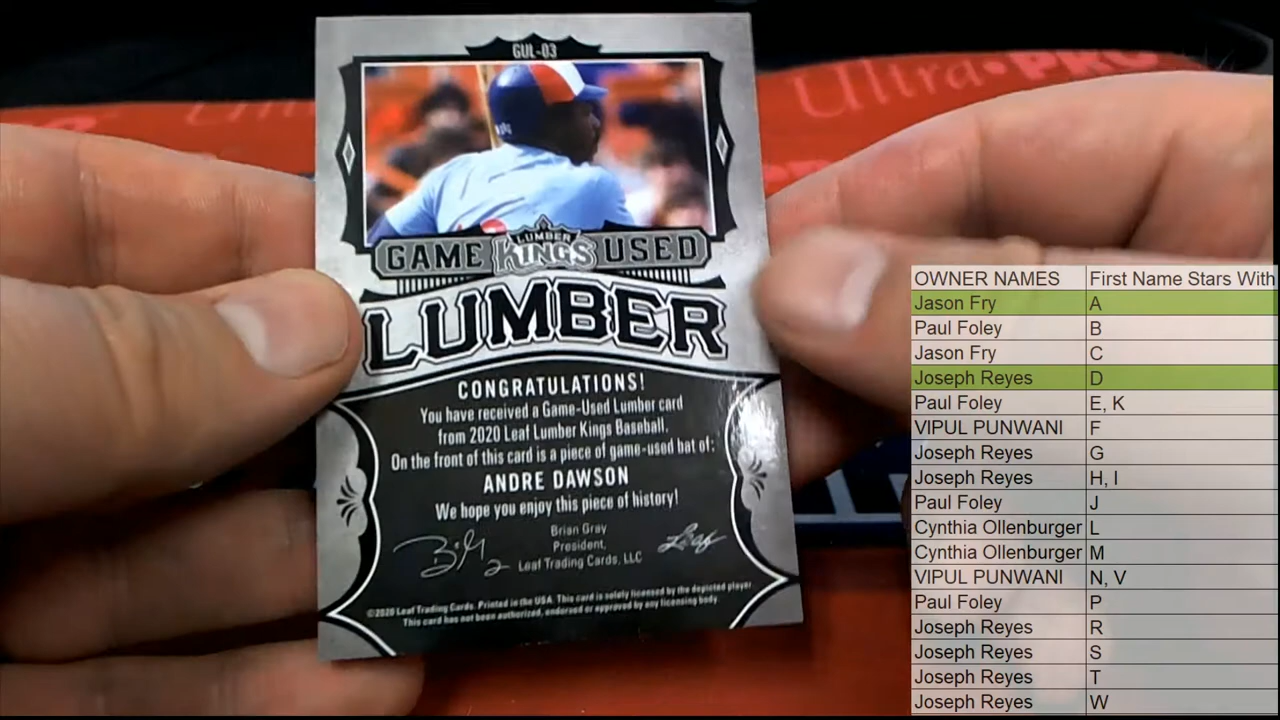 Ultra•PRO
GUL-03
GAME LUMBER KINGS USED
LUMBER
CONGRATULATIONS!
You have received a Game-Used Lumber card
from 2020 Leaf Lumber Kings Baseball.
On the front of this card is a piece of game-used bat of:
ANDRE DAWSON
We hope you enjoy this piece of history!
Brian Gray
President,
Leaf Trading Cards, LLC
Leaf
©2020 Leaf Trading Cards. Printed in the USA. This card is solely licensed by the depicted player.
This card has not been authorized, endorsed or approved by any licensing body.
OWNER NAMES First Name Stars With
Jason Fry A
Paul Foley B
Jason Fry C
Joseph Reyes D
Paul Foley E, K
VIPUL PUNWANI F
Joseph Reyes G
Joseph Reyes H, I
Paul Foley J
Cynthia Ollenburger L
Cynthia Ollenburger M
VIPUL PUNWANI N, V
Paul Foley P
Joseph Reyes R
Joseph Reyes S
Joseph Reyes T
Joseph Reyes W